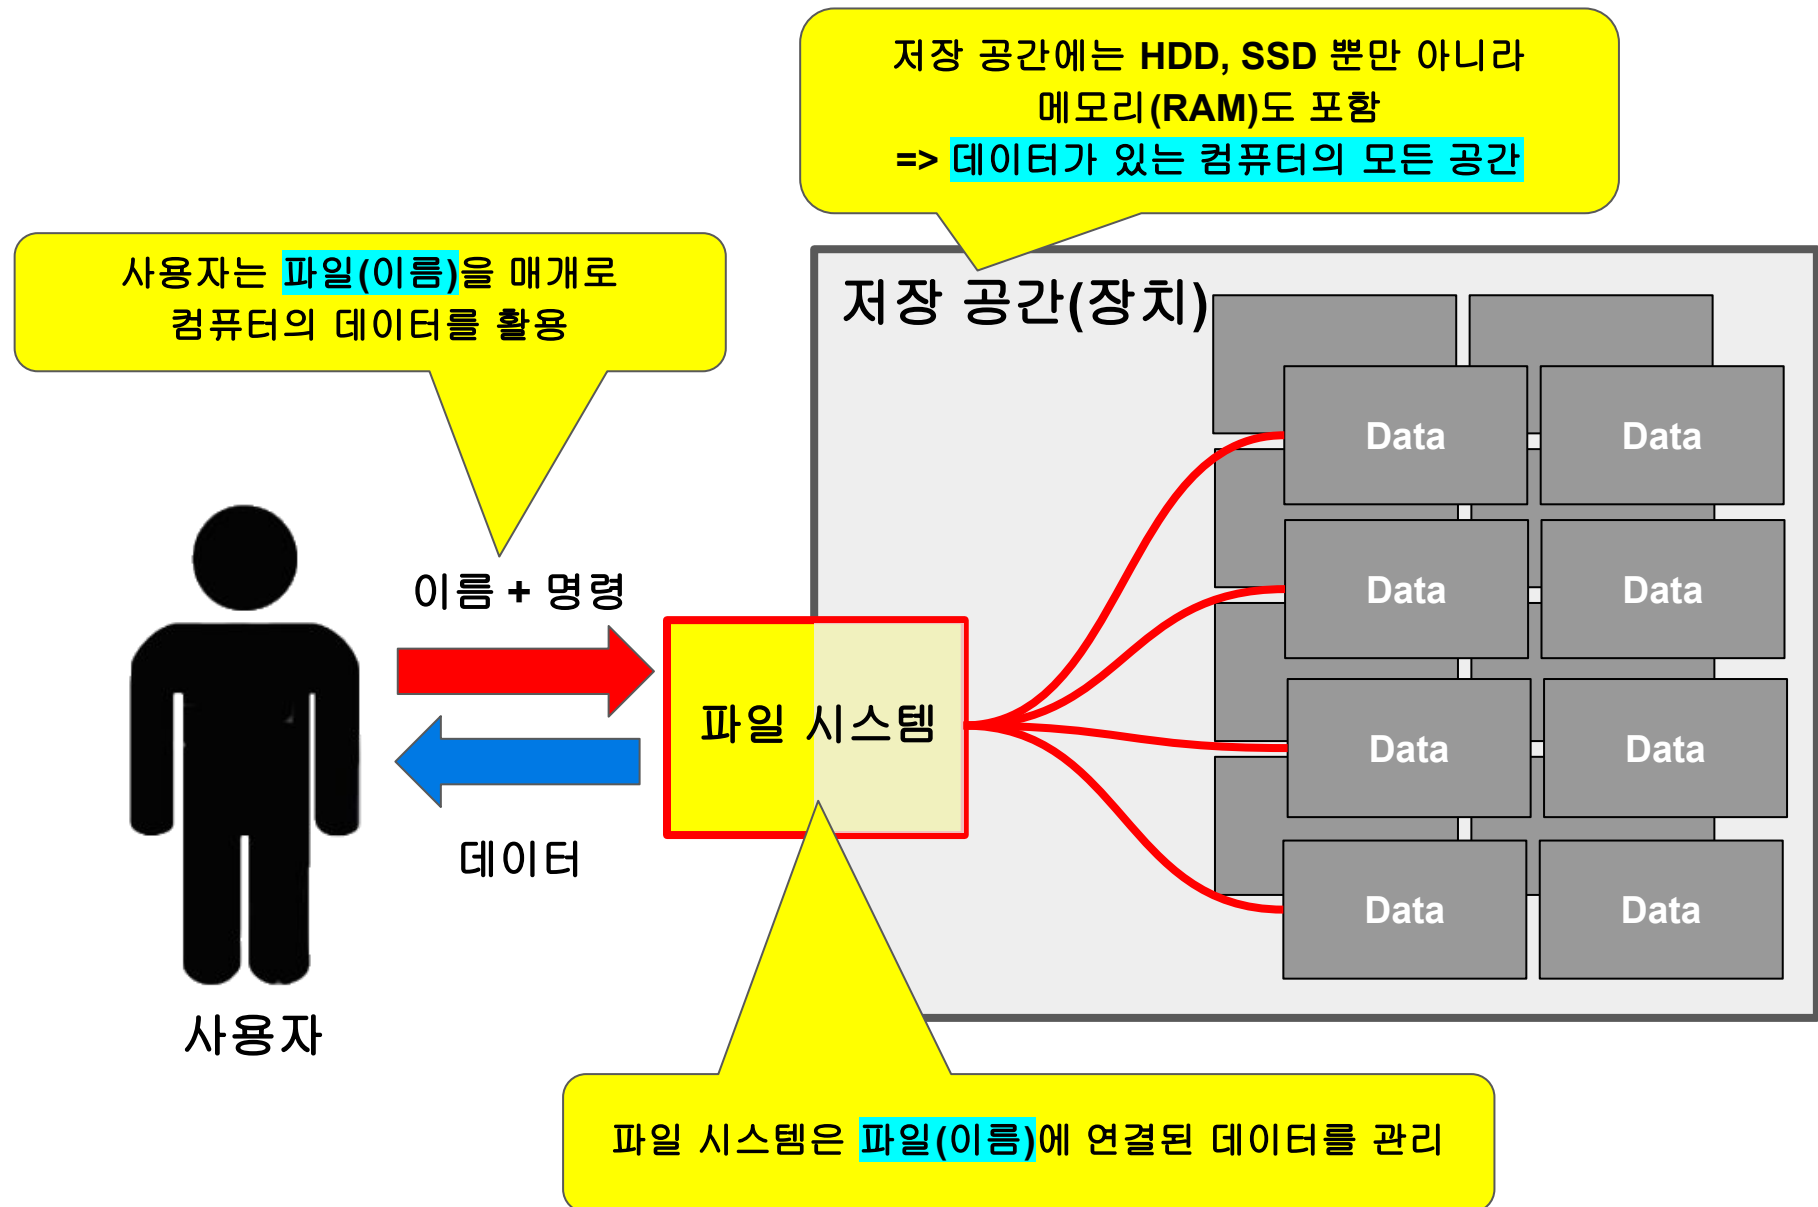 저장 공간에는 HDD, SSD 뿐만 아니라
메모리(RAM)도 포함
=> 데이터가 있는 컴퓨터의 모든 공간
사용자는 파일(이름)을 매개로
컴퓨터의 데이터를 활용
저장 공간(장치)
Data
Data
이름 + 명령
Data
Data
파일 시스템
Data
Data
데이터
Data
Data
사용자
파일 시스템은 파일(이름)에 연결된 데이터를 관리